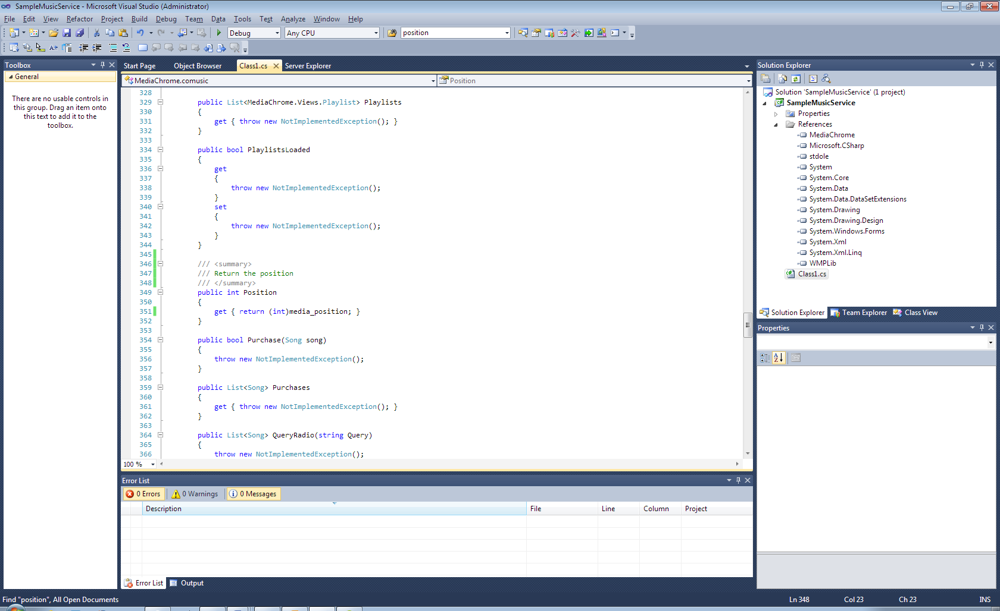 SampleMusicService - Microsoft Visual Studio (Administrator)
File Edit View Refactor Project Build Debug Team Data Tools Test Analyze Window Help
Debug Any CPU position
Toolbox
General
There are no usable controls in
this group. Drag an item onto
this text to add it to the
toolbox.
Start Page Object Browser Class1.cs Server Explorer
MediaChrome.comusic Position
328
329 public List<MediaChrome.Views.Playlist> Playlists
330 {
331 get { throw new NotImplementedException(); }
332 }
333
334 public bool PlaylistsLoaded
335 {
336 get
337 {
338 throw new NotImplementedException();
339 }
340 set
341 {
342 throw new NotImplementedException();
343 }
344 }
345
346 /// <summary>
347 /// Return the position
348 /// </summary>
349 public int Position
350 {
351 get { return (int)media_position; }
352 }
353
354 public bool Purchase(Song song)
355 {
356 throw new NotImplementedException();
357 }
358
359 public List<Song> Purchases
360 {
361 get { throw new NotImplementedException(); }
362 }
363
364 public List<Song> QueryRadio(string Query)
365 {
366 throw new NotImplementedException();
100 %
Error List
0 Errors 0 Warnings 0 Messages
Description File Line Column Project
Error List Output
Solution Explorer
Solution 'SampleMusicService' (1 project)
SampleMusicService
Properties
References
MediaChrome
Microsoft.CSharp
stdole
System
System.Core
System.Data
System.Data.DataSetExtensions
System.Drawing
System.Drawing.Design
System.Windows.Forms
System.Xml
System.Xml.Linq
WMPLib
Class1.cs
Solution Explorer Team Explorer Class View
Properties
Find "position", All Open Documents Ln 348 Col 23 Ch 23 INS